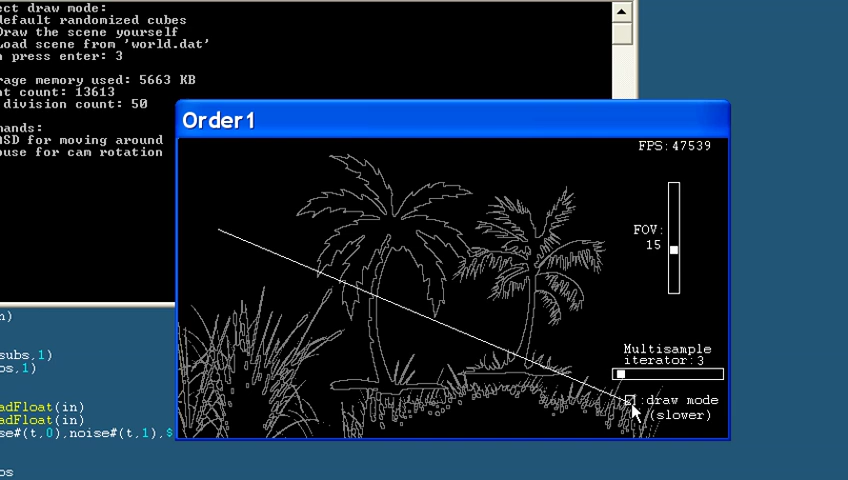 ect draw mode:
default randomized cubes
Draw the scene yourself
Load scene from 'world.dat'
n press enter: 3
rage memory used: 5663 KB
nt count: 13613
division count: 50
mands:
ASD for moving around
ouse for cam rotation
Order1
FPS:47539
FOV:
15
Multisample
iterator:3
:draw mode
(slower)
n)
subs,1)
os,1)
adFloat(in)
adFloat(in)
se#(t,0),noise#(t,1),$
os